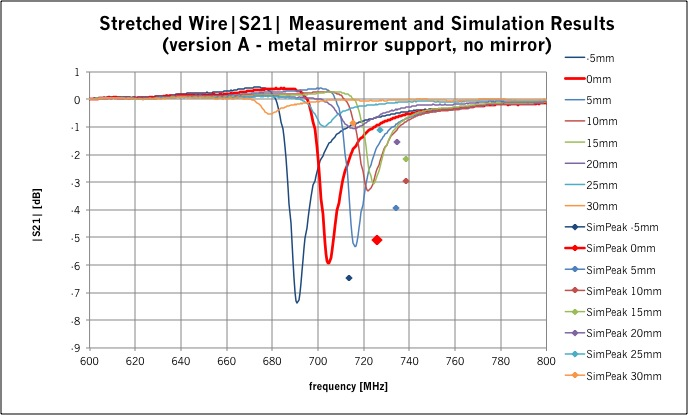 Stretched Wire|S21| Measurement and Simulation Results
(version A - metal mirror support, no mirror)
1
0
-1
-2
-3
-4
-5
-6
-7
-8
-9
|S21| [dB]
600 620 640 660 680 700 720 740 760 780 800
frequency [MHz]
-5mm
0mm
5mm
10mm
15mm
20mm
25mm
30mm
SimPeak -5mm
SimPeak 0mm
SimPeak 5mm
SimPeak 10mm
SimPeak 15mm
SimPeak 20mm
SimPeak 25mm
SimPeak 30mm